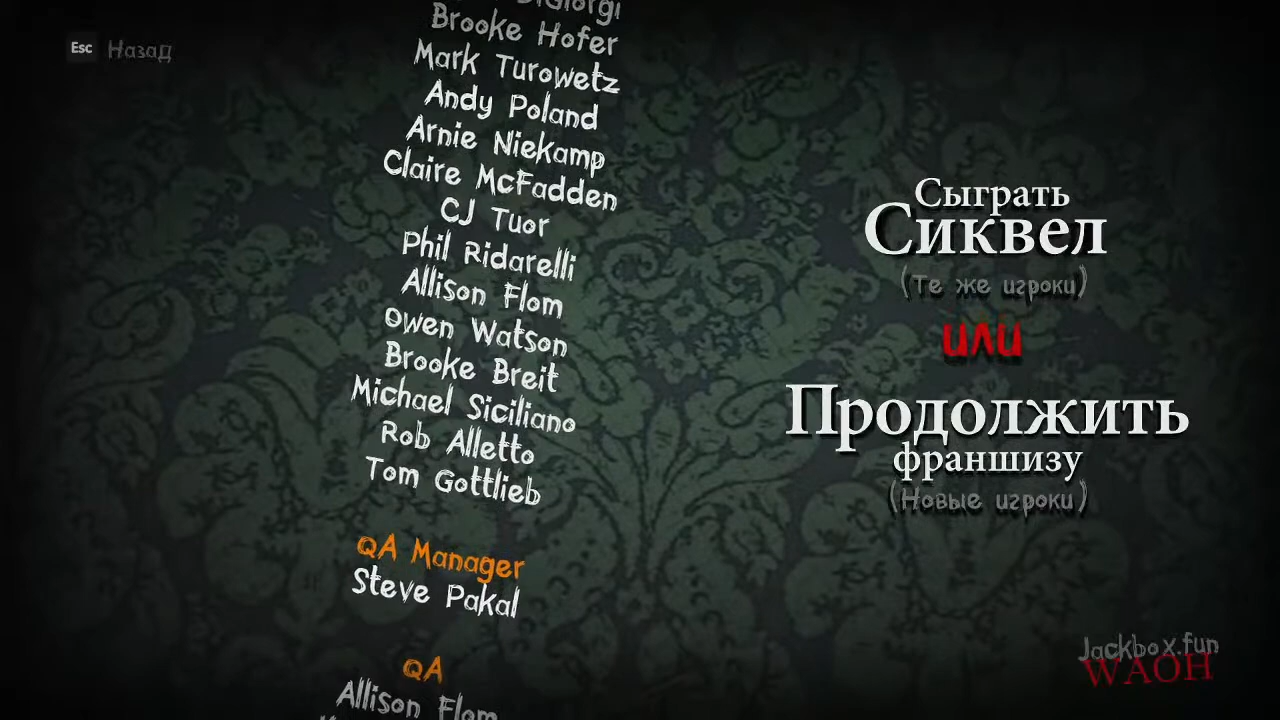 Esc Назад
DiGiorgi
Brooke Hofer
Mark Turowetz
Andy Poland
Arnie Niekamp
Claire McFadden
CJ Tuor
Phil Ridarelli
Allison Flom
Owen Watson
Brooke Breit
Michael Siciliano
Rob Alletto
Tom Gottlieb
QA Manager
Steve Pakal
QA
Allison Flom
Сыграть
Сиквел
(Те же игроки)
или
Продолжить
франшизу
(Новые игроки)
Jackbox.fun
WAOH